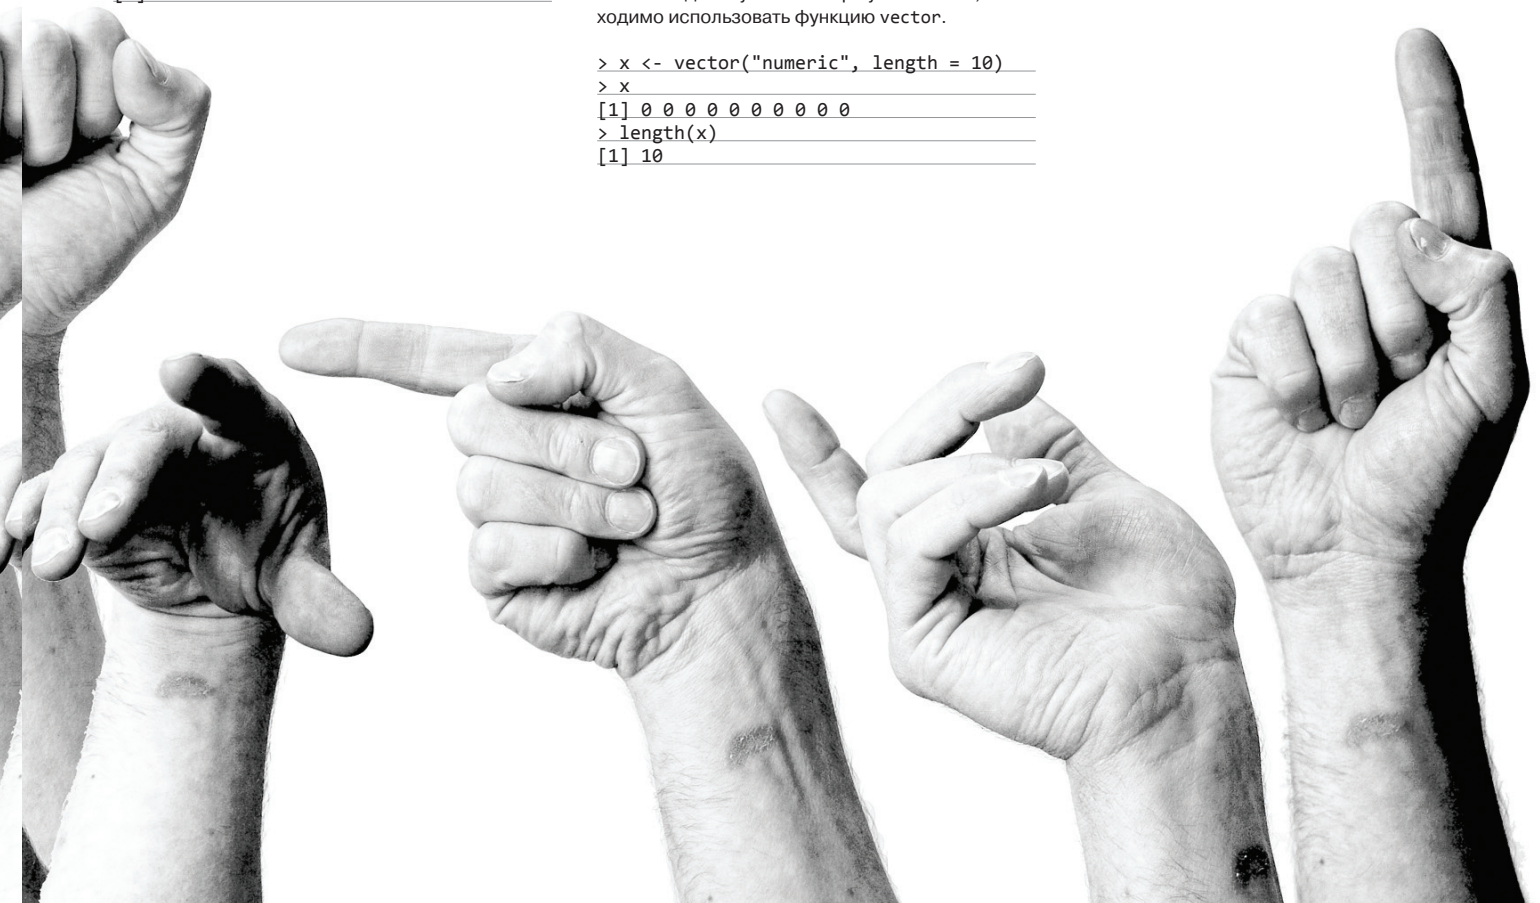 ходимо использовать функцию vector.
> x <- vector("numeric", length = 10)
> x
[1] 0 0 0 0 0 0 0 0 0 0
> length(x)
[1] 10